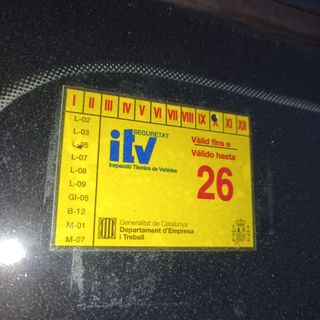 I II III IV V VI VII VIII IX X XI XII
L-02
L-03
L-05
L-07
L-08
L-09
GI-05
B-12
M-01
M-07
SEGURETAT
itv
Inspecció Tècnica de Vehicles
Vàlid fins a
Válido hasta
26
Generalitat de Catalunya
Departament d'Empresa
i Treball